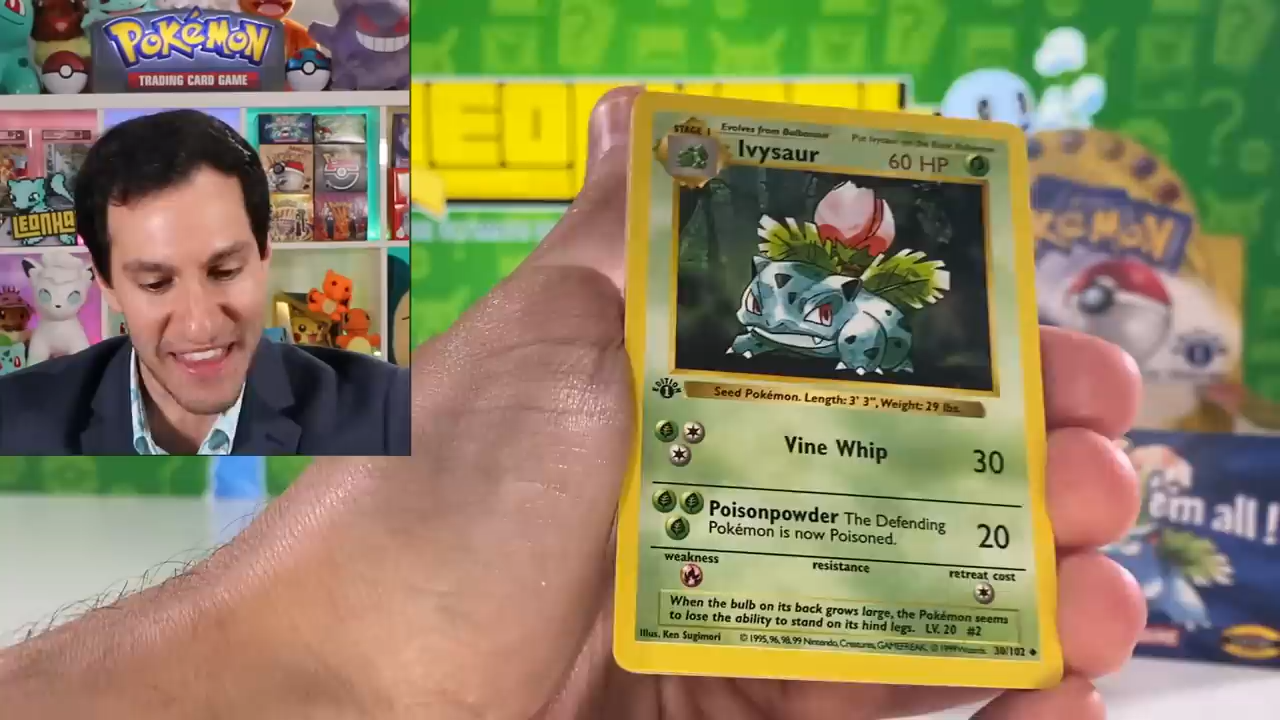 POKéMON
TRADING CARD GAME
LEONHA
STAGE 1
Evolves from Bulbasaur
Put Ivysaur on the Basic Pokémon
Ivysaur
60 HP
EDITION
1
Seed Pokémon. Length: 3' 3", Weight: 29 lbs.
Vine Whip 30
Poisonpowder The Defending
Pokémon is now Poisoned.
20
weakness
resistance
retreat cost
When the bulb on its back grows large, the Pokémon seems
to lose the ability to stand on its hind legs. LV. 20 #2
Illus. Ken Sugimori
© 1995, 96, 98, 99 Nintendo, Creatures, GAMEFREAK. © 1999 Wizards.
30/102
KéMON
'em all!